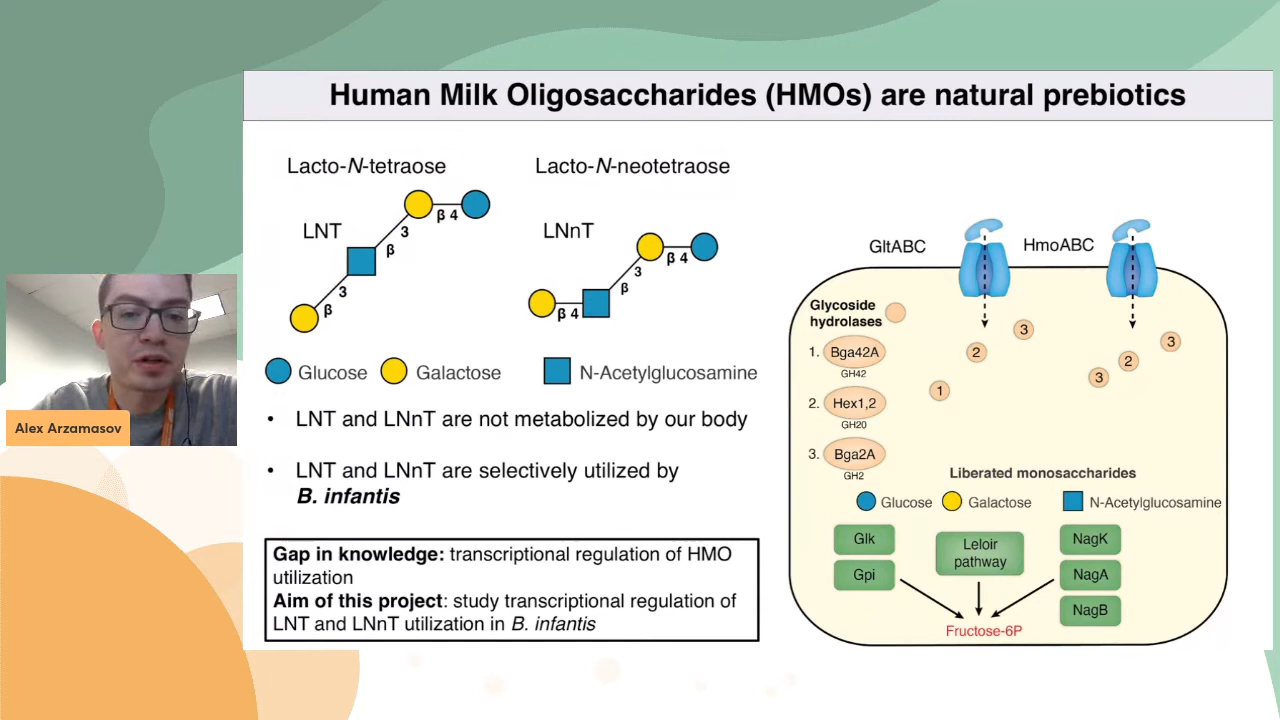 Human Milk Oligosaccharides (HMOs) are natural prebiotics
Lacto-N-tetraose
Lacto-N-neotetraose
LNT
β 4
3
β
3
β
LNnT
β 4
3
β
β 4
Glucose
Galactose
N-Acetylglucosamine
• LNT and LNnT are not metabolized by our body
• LNT and LNnT are selectively utilized by
B. infantis
Gap in knowledge: transcriptional regulation of HMO
utilization
Aim of this project: study transcriptional regulation of
LNT and LNnT utilization in B. infantis
GltABC
HmoABC
Glycoside
hydrolases
1. Bga42A
GH42
2. Hex1,2
GH20
3. Bga2A
GH2
3
2
1
3
2
3
Liberated monosaccharides
Glucose
Galactose
N-Acetylglucosamine
Glk
Gpi
Leloir
pathway
NagK
NagA
NagB
Fructose-6P
Alex Arzamasov